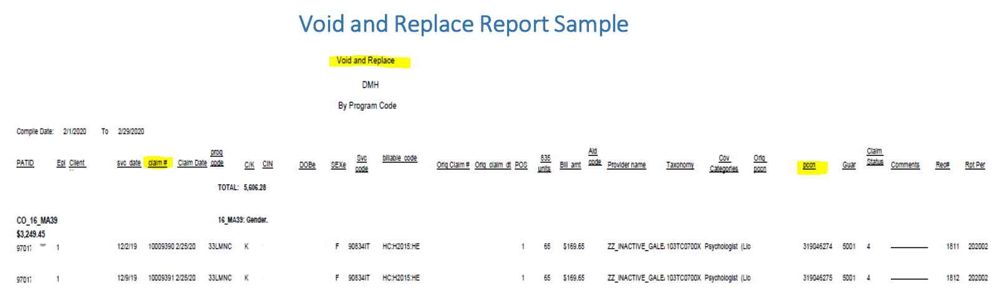 Void and Replace Report Sample
Void and Replace
DMH
By Program Code
Compile Date: 2/1/2020 To 2/29/2020
PATID Epi Client svc date claim # Claim Date prog code C/K CIN DOBe SEXe Svc code billable code Orig Claim # Orig claim dt POS 835 units Bill amt Aid code Provider name Taxonomy Cov Categories Orig pccn pccn Guar Claim Status Comments Rec# Rpt Per
TOTAL: 5,606.28
CO_16_MA39 16_MA39: Gender.
$3,249.45
97017 1 12/2/19 10009390 2/25/20 33LMNC K F 90834IT HC:H2015:HE 1 65 $169.65 ZZ_INACTIVE_GALE 103TC0700X Psychologist (Lic 319046274 5001 4 1811 202002
97017 1 12/9/19 10009391 2/25/20 33LMNC K F 90834IT HC:H2015:HE 1 65 $169.65 ZZ_INACTIVE_GALE 103TC0700X Psychologist (Lic 319046275 5001 4 1812 202002